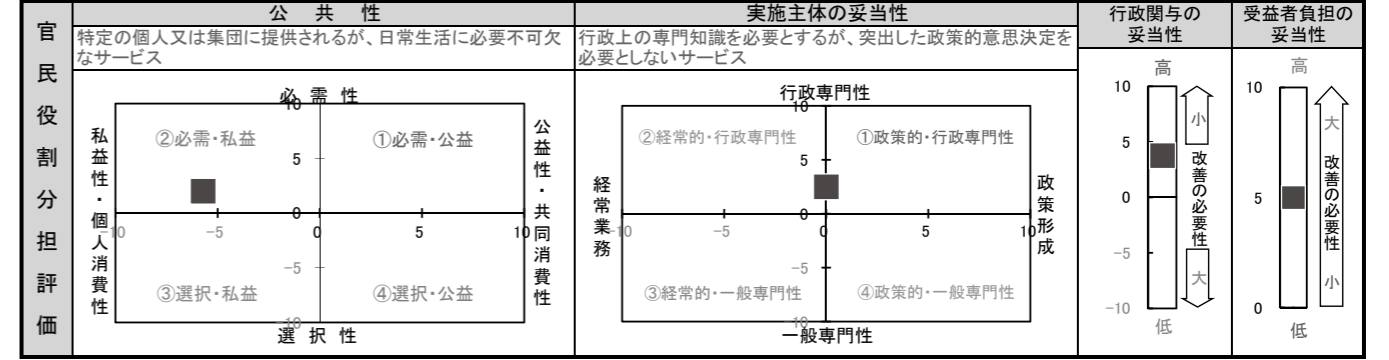 官民役割分担評価
公 共 性
特定の個人又は集団に提供されるが、日常生活に必要不可欠
なサービス
必 需 性
10
私益性・個人消費性
②必需・私益
①必需・公益
公益性・共同消費性
5
0
-10
-5
0
5
10
-5
③選択・私益
④選択・公益
-10
選 択 性
実施主体の妥当性
行政上の専門知識を必要とするが、突出した政策的意思決定を
必要としないサービス
行政専門性
10
経常業務
②経常的・行政専門性
①政策的・行政専門性
政策形成
5
0
-10
-5
0
5
10
-5
③経常的・一般専門性
④政策的・一般専門性
-10
一般専門性
行政関与の
妥当性
高
10
5
0
-5
-10
低
小
改善の必要性
大
受益者負担の
妥当性
高
10
5
0
低
大
改善の必要性
小